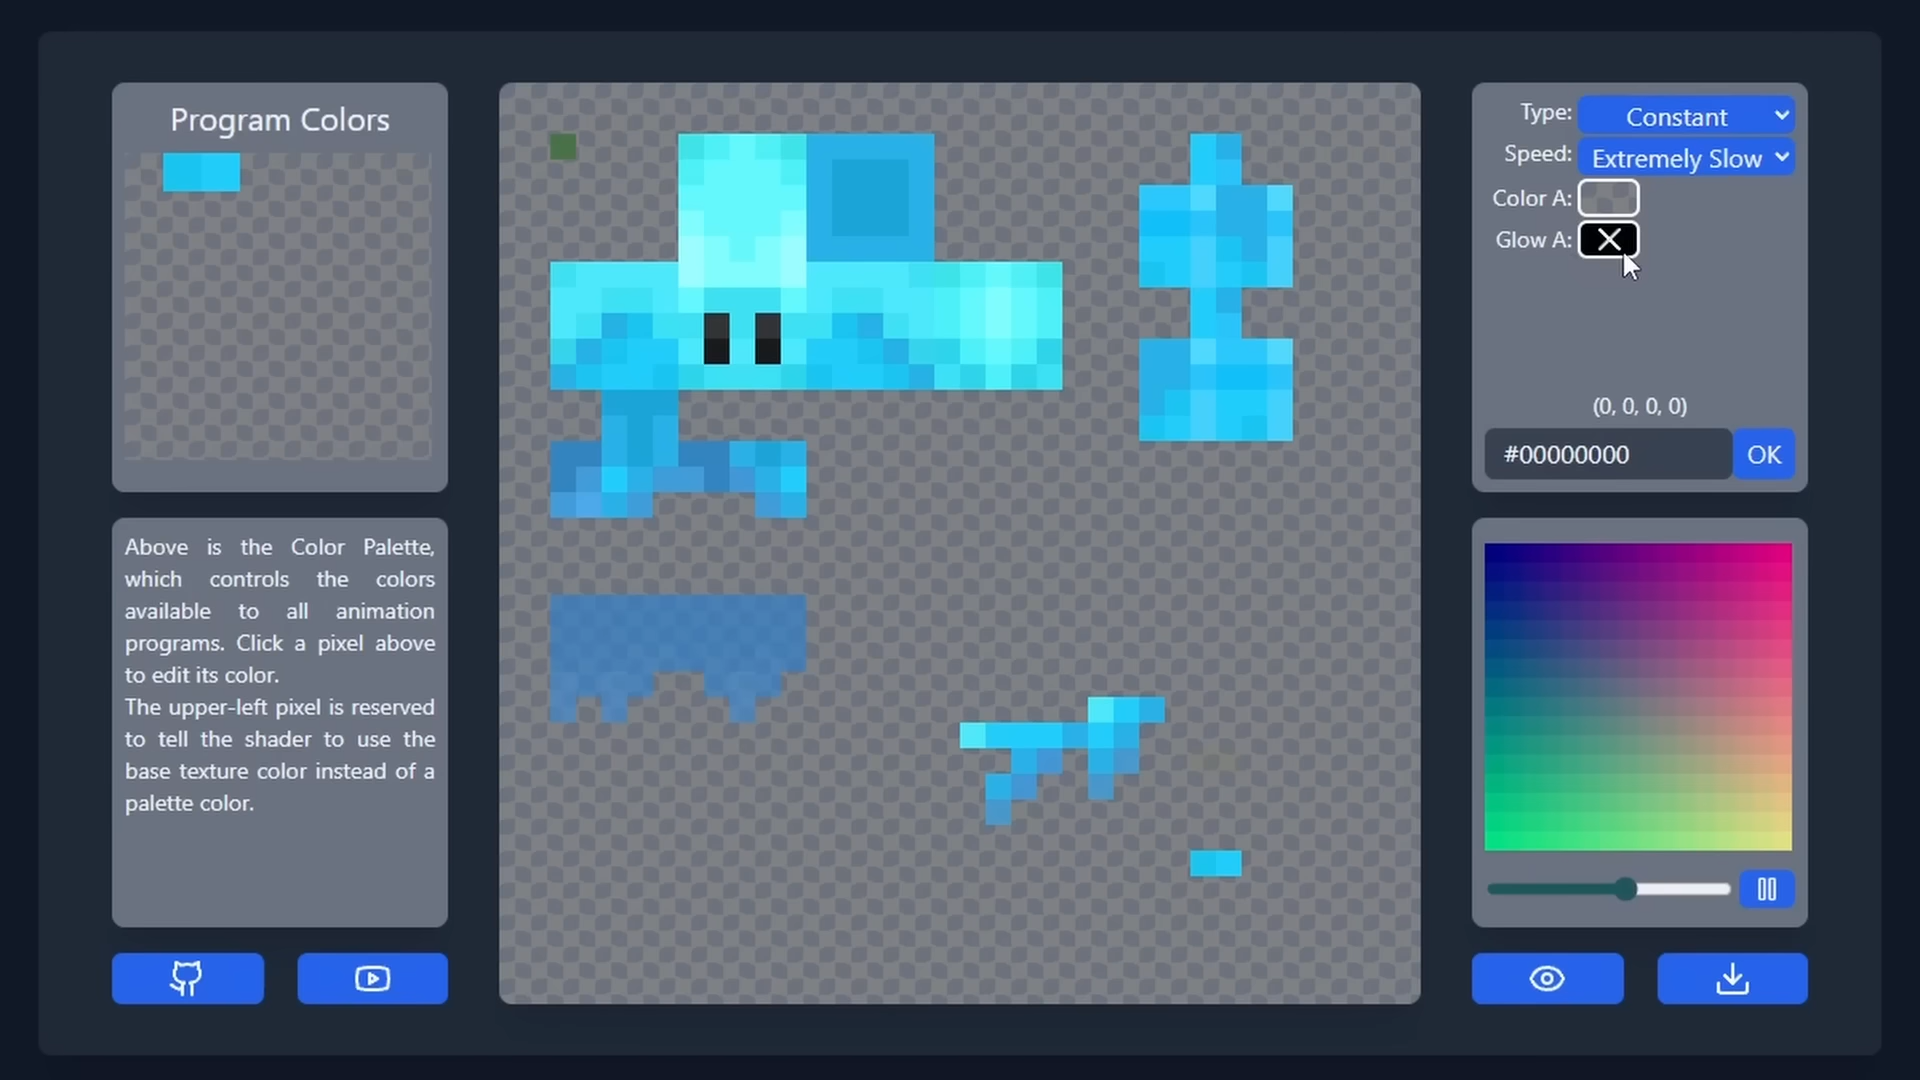 Program Colors
Above is the Color Palette,
which controls the colors
available to all animation
programs. Click a pixel above
to edit its color.
The upper-left pixel is reserved
to tell the shader to use the
base texture color instead of a
palette color.
Type: Constant
Speed: Extremely Slow
Color A:
Glow A:
(0, 0, 0, 0)
#00000000 OK